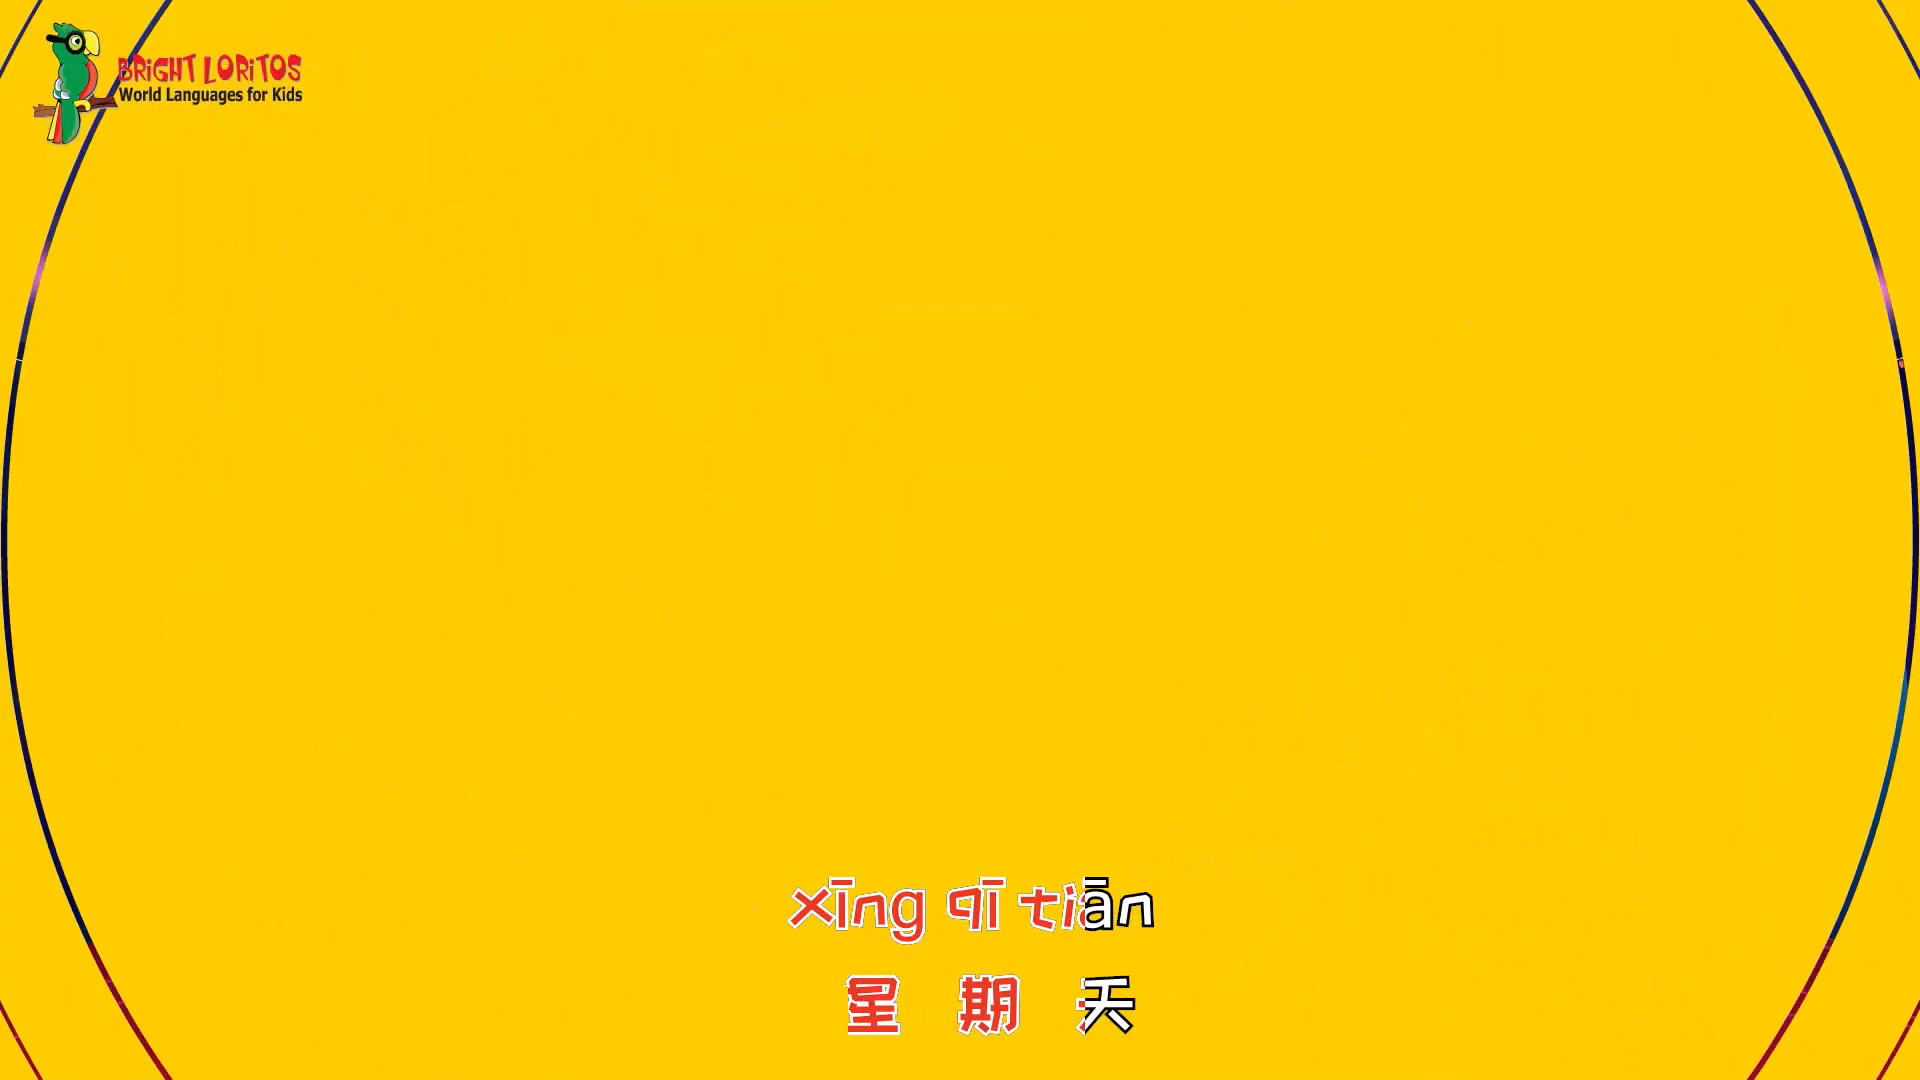 BRiGHT LORiTOS
World Languages for Kids
xīng qī tiān
星 期 天